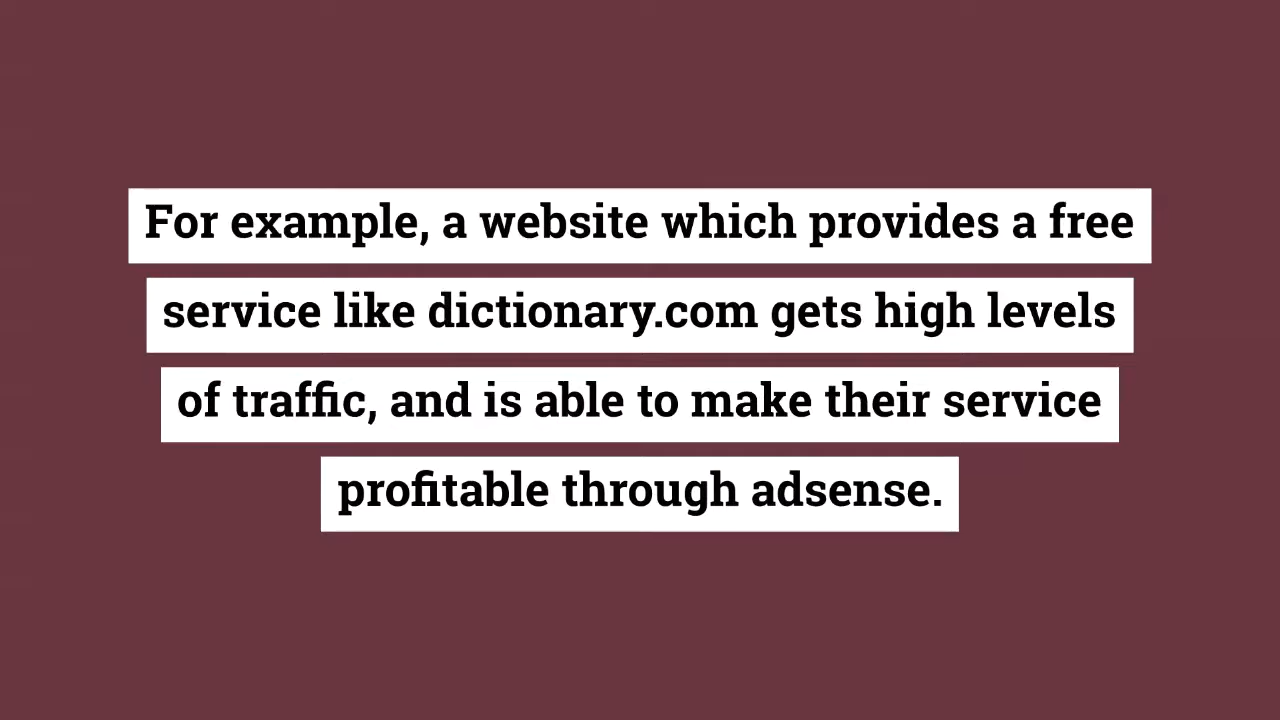 For example, a website which provides a free
service like dictionary.com gets high levels
of traffic, and is able to make their service
profitable through adsense.